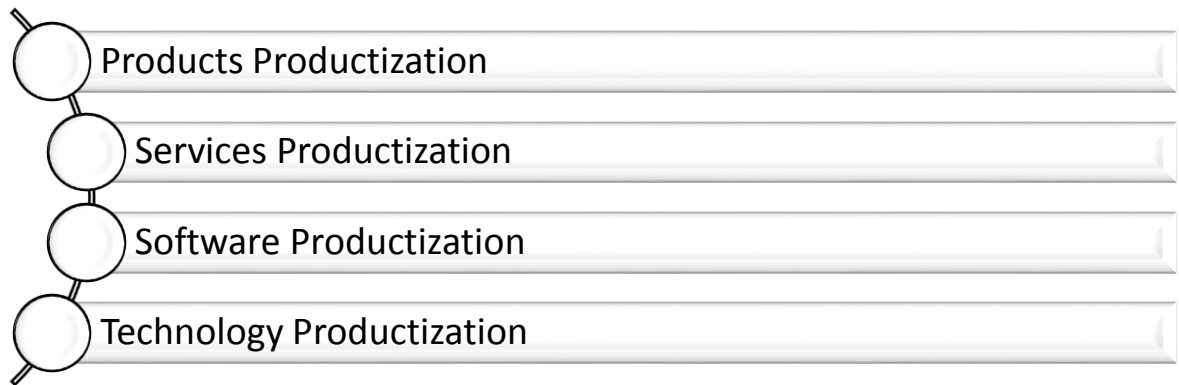 Products Productization
Services Productization
Software Productization
Technology Productization